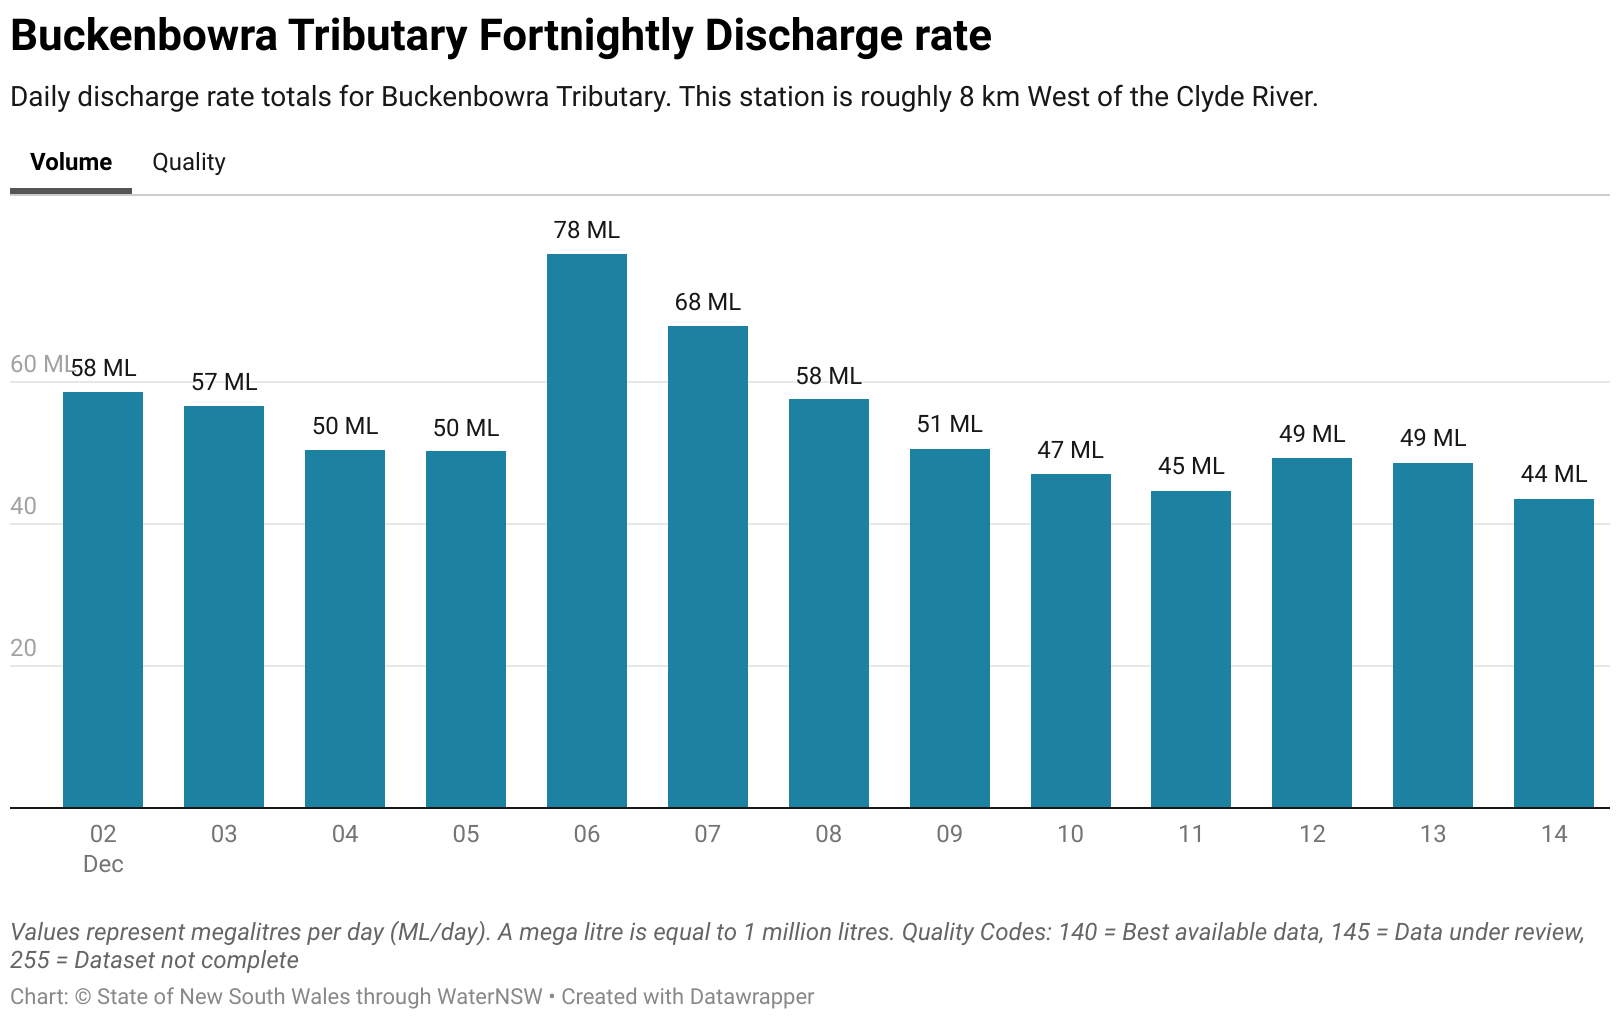 Buckenbowra Tributary Fortnightly Discharge rate
Daily discharge rate totals for Buckenbowra Tributary. This station is roughly 8 km West of the Clyde River.
Volume Quality
78 ML
68 ML
60 ML 58 ML 57 ML 58 ML
50 ML 50 ML 51 ML 47 ML 45 ML 49 ML 49 ML 44 ML
40
20
02 03 04 05 06 07 08 09 10 11 12 13 14
Dec
Values represent megalitres per day (ML/day). A mega litre is equal to 1 million litres. Quality Codes: 140 = Best available data, 145 = Data under review,
255 = Dataset not complete
Chart: © State of New South Wales through WaterNSW • Created with Datawrapper